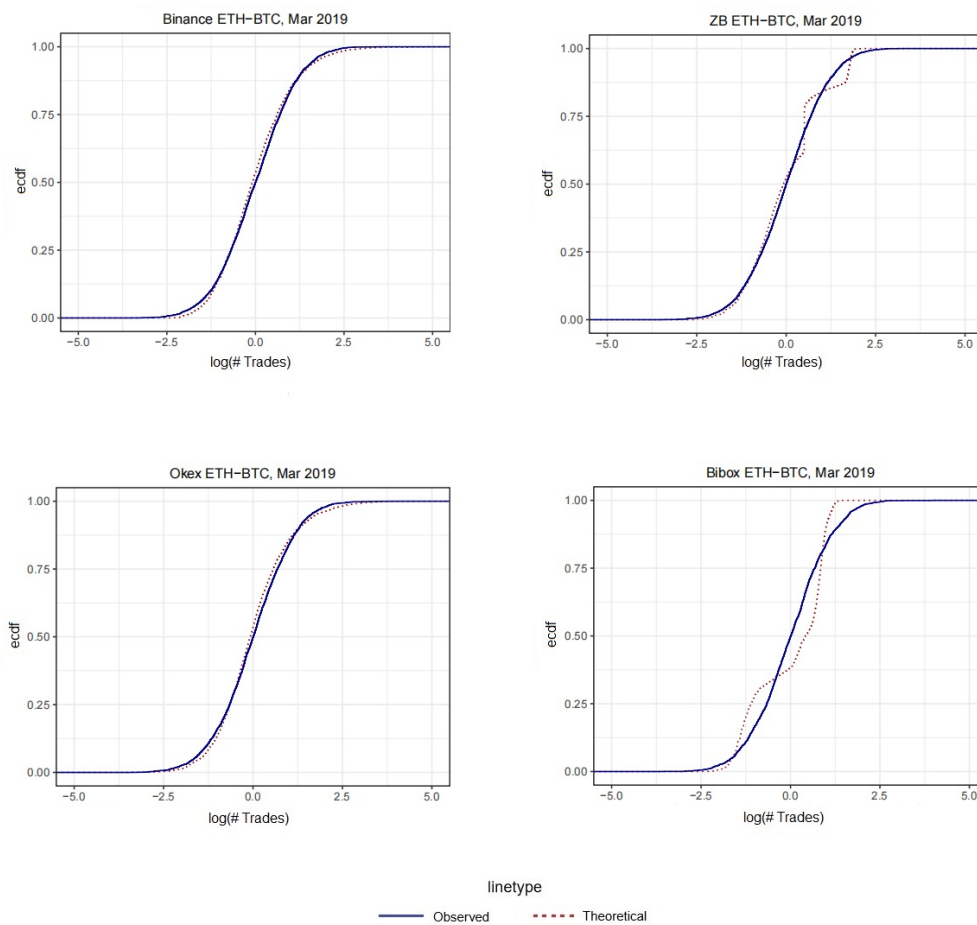 Binance ETH−BTC, Mar 2019
1.00
0.75
0.50
0.25
0.00
ecdf
−5.0 −2.5 0.0 2.5 5.0
log(# Trades)
ZB ETH−BTC, Mar 2019
1.00
0.75
0.50
0.25
0.00
ecdf
−5.0 −2.5 0.0 2.5 5.0
log(# Trades)
Okex ETH−BTC, Mar 2019
1.00
0.75
0.50
0.25
0.00
ecdf
−5.0 −2.5 0.0 2.5 5.0
log(# Trades)
Bibox ETH−BTC, Mar 2019
1.00
0.75
0.50
0.25
0.00
ecdf
−5.0 −2.5 0.0 2.5 5.0
log(# Trades)
linetype
Observed Theoretical